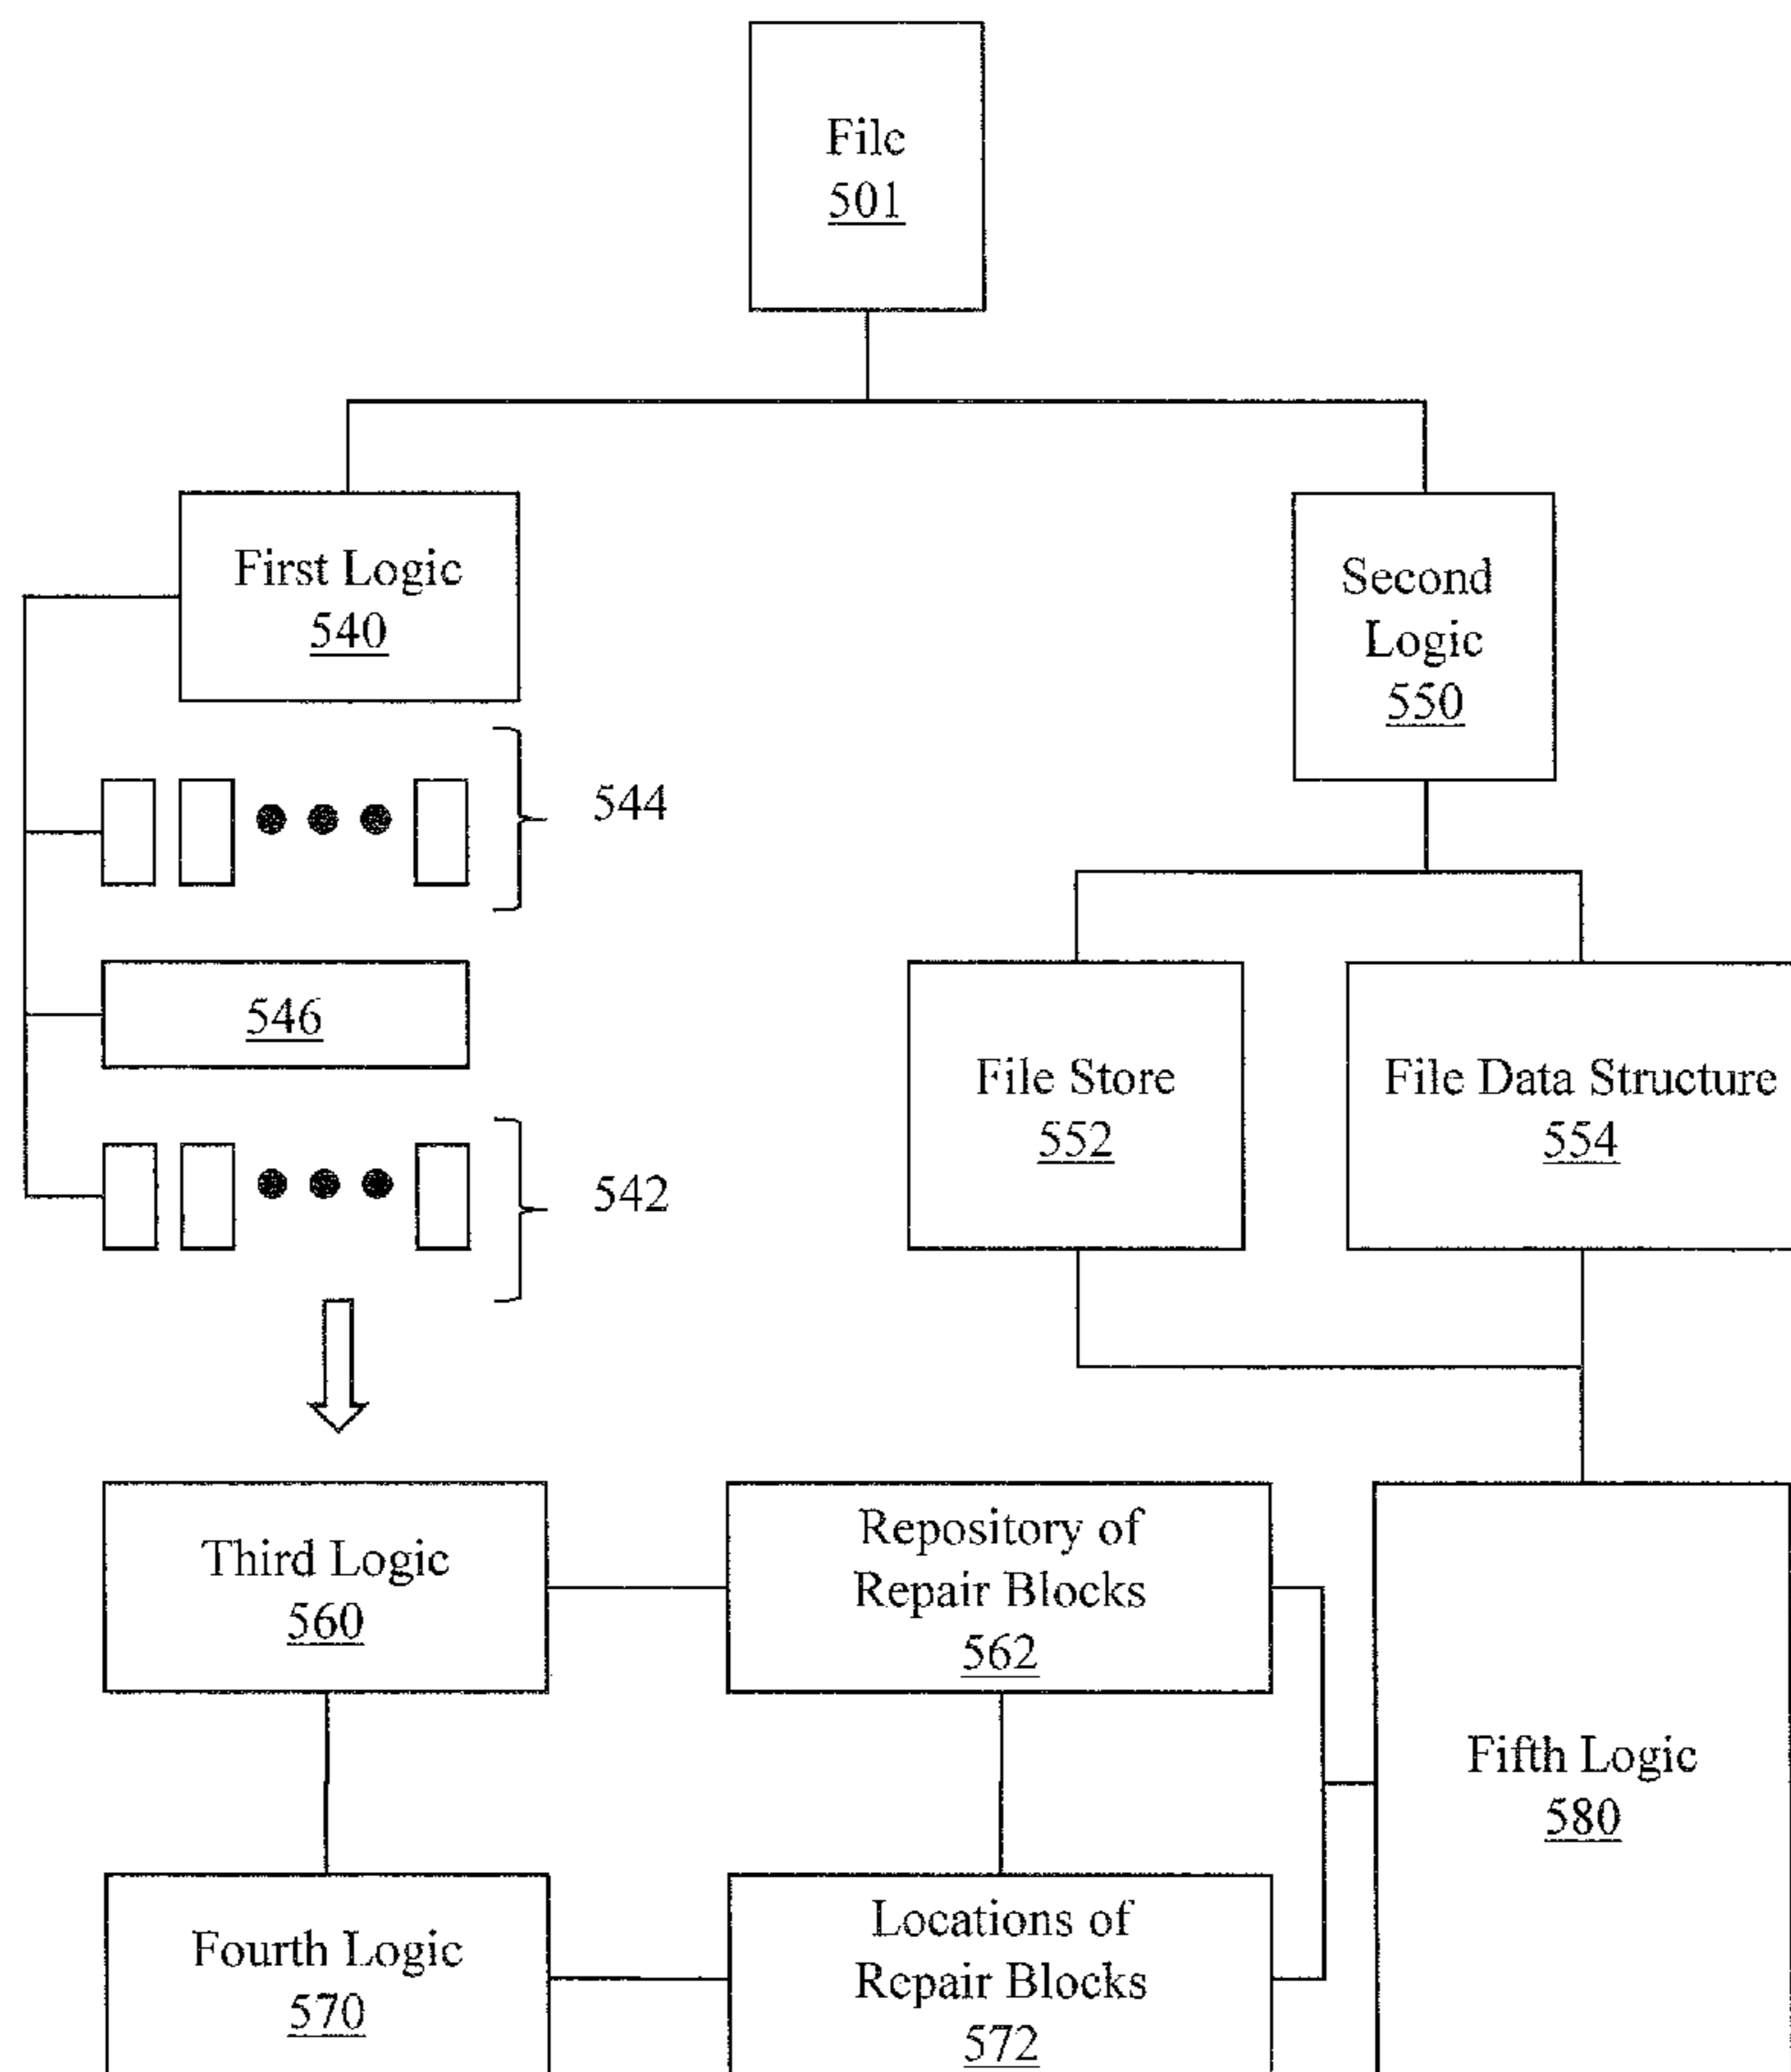 File
501
First Logic
540
Second
Logic
550
544
546
542
File Store
552
File Data Structure
554
Third Logic
560
Repository of
Repair Blocks
562
Fifth Logic
580
Fourth Logic
570
Locations of
Repair Blocks
572